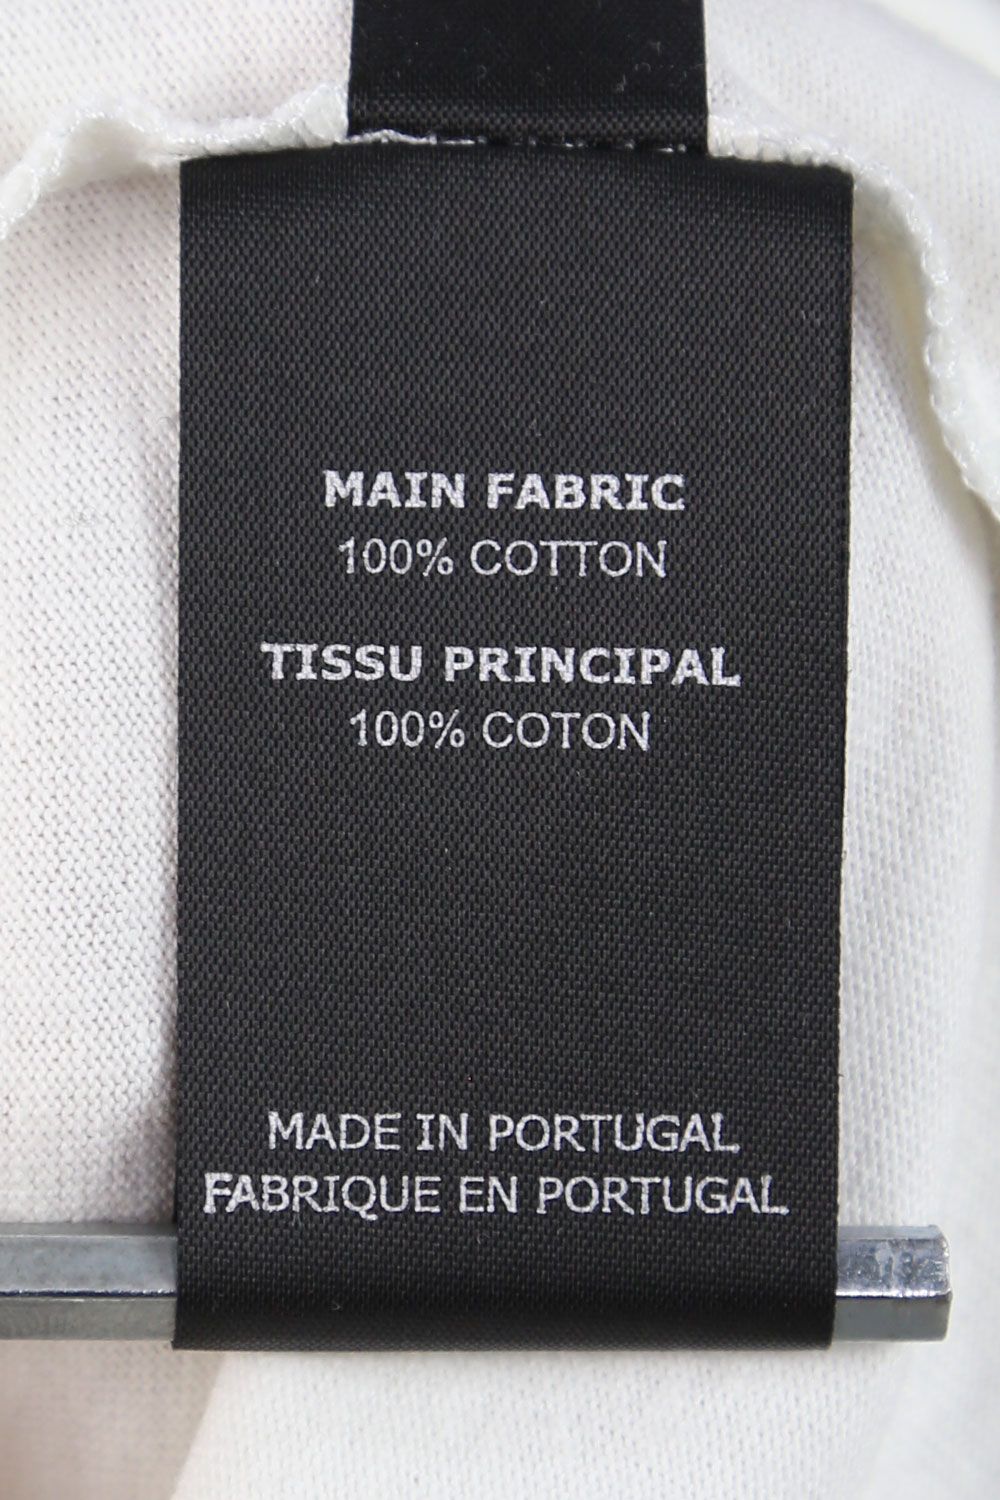 MAIN FABRIC
100% COTTON
TISSU PRINCIPAL
100% COTON
MADE IN PORTUGAL
FABRIQUE EN PORTUGAL